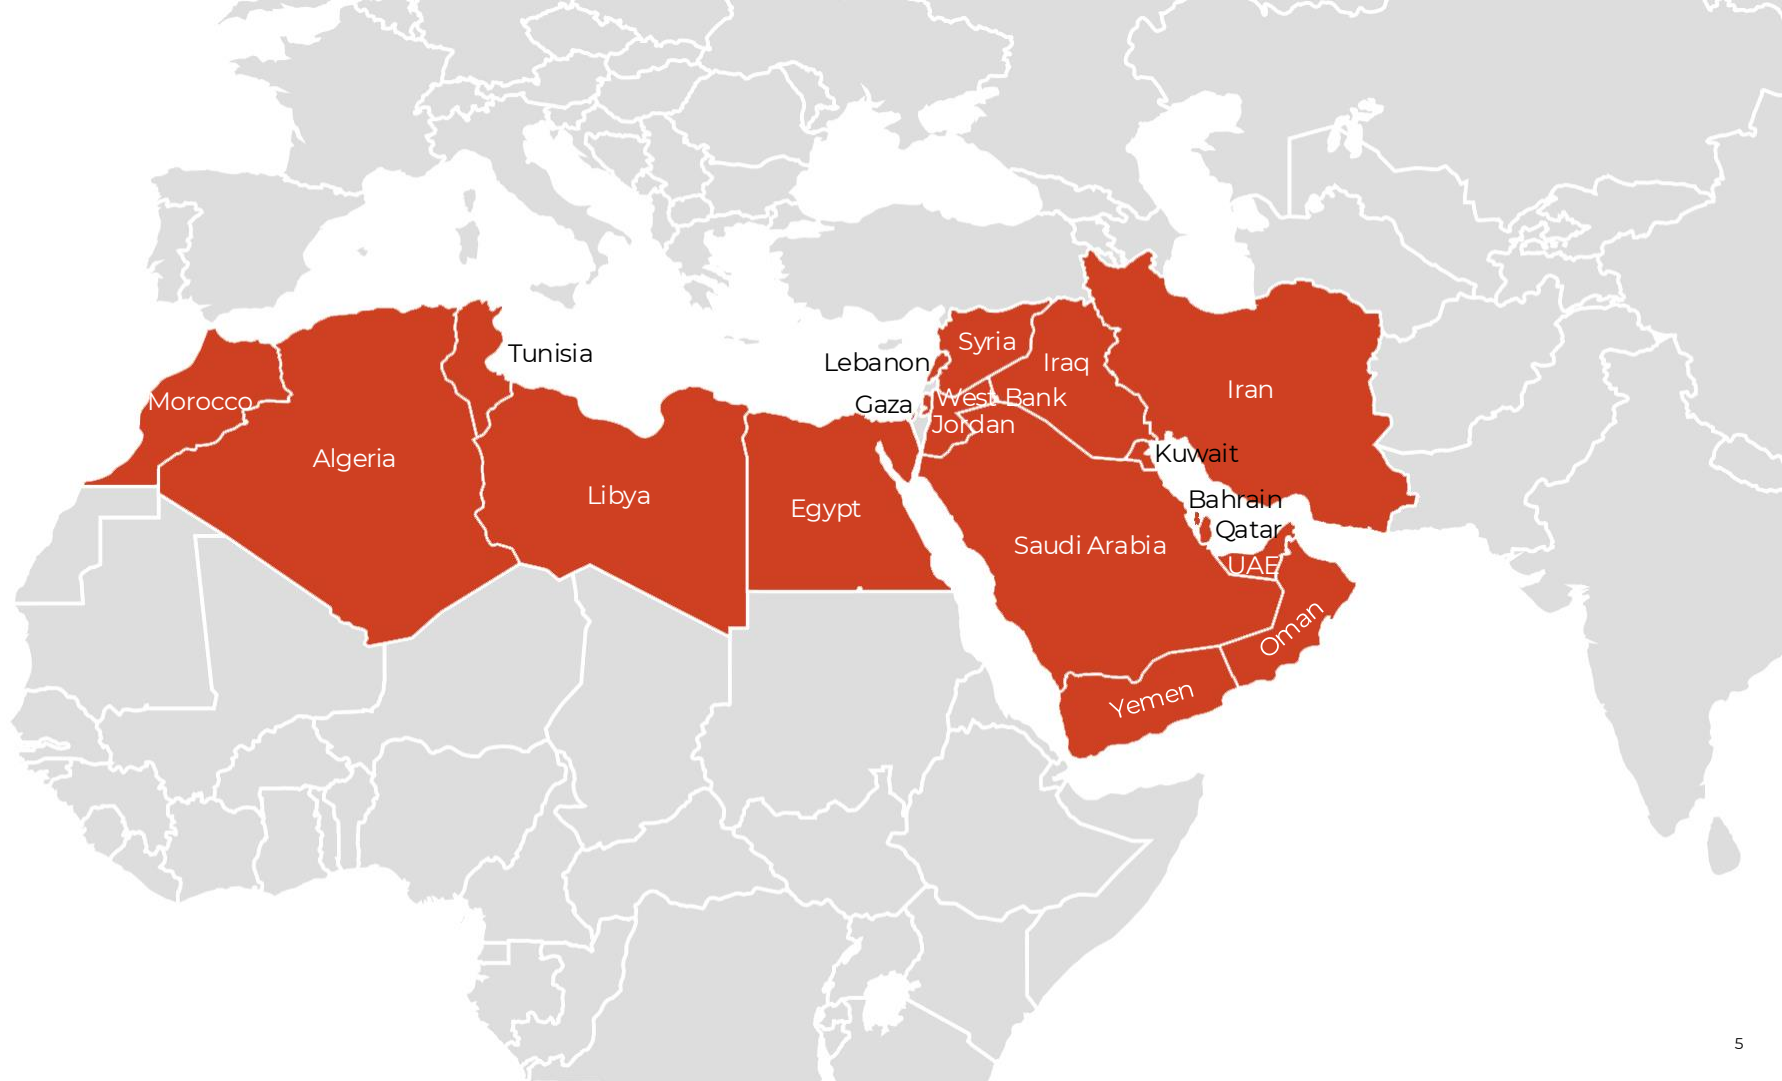 Tunisia
Morocco
Algeria
Libya
Egypt
Lebanon
Syria
Iraq
Gaza
West Bank
Jordan
Iran
Kuwait
Bahrain
Qatar
Saudi Arabia
UAE
Oman
Yemen
5